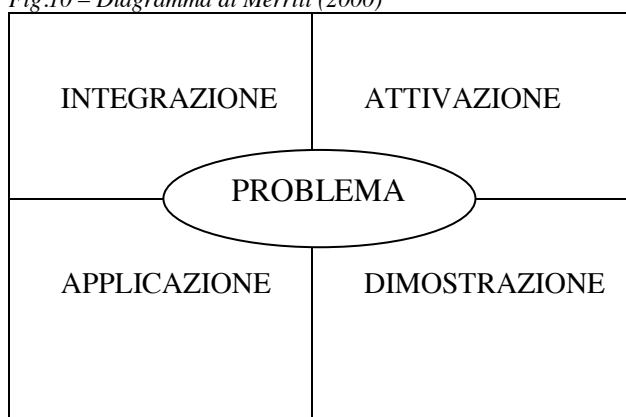 Fig.10 – Diagramma di Merrill (2000)
INTEGRAZIONE ATTIVAZIONE
PROBLEMA
APPLICAZIONE DIMOSTRAZIONE